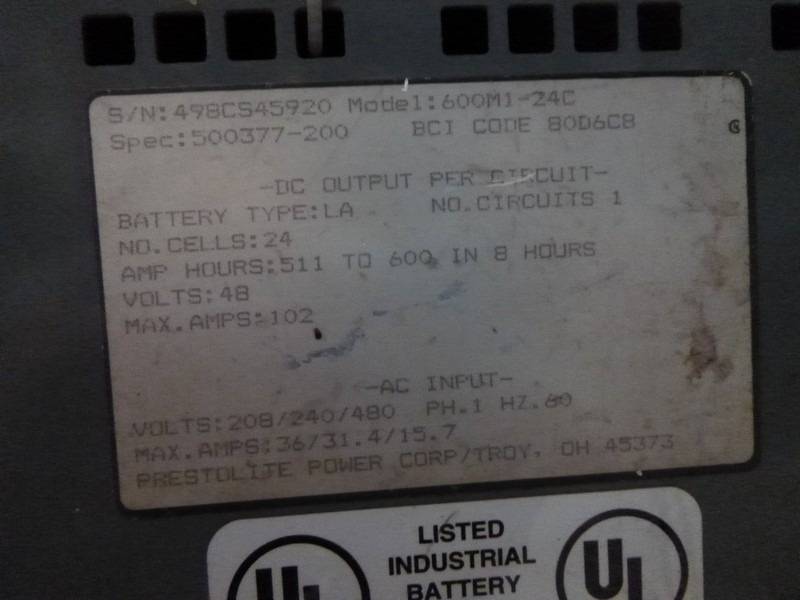 S/N:498CS45920 Model:600M1-24C
Spec:500377-200 BCI CODE 80D6C8
-DC OUTPUT PER CIRCUIT-
BATTERY TYPE:LA NO.CIRCUITS 1
NO.CELLS:24
AMP HOURS:511 TO 600 IN 8 HOURS
VOLTS:48
MAX.AMPS:102
-AC INPUT-
VOLTS:208/240/480 PH.1 HZ.60
MAX.AMPS:36/31.4/15.7
PRESTOLITE POWER CORP/TROY, OH 45373
LISTED
INDUSTRIAL
BATTERY
UL
UL